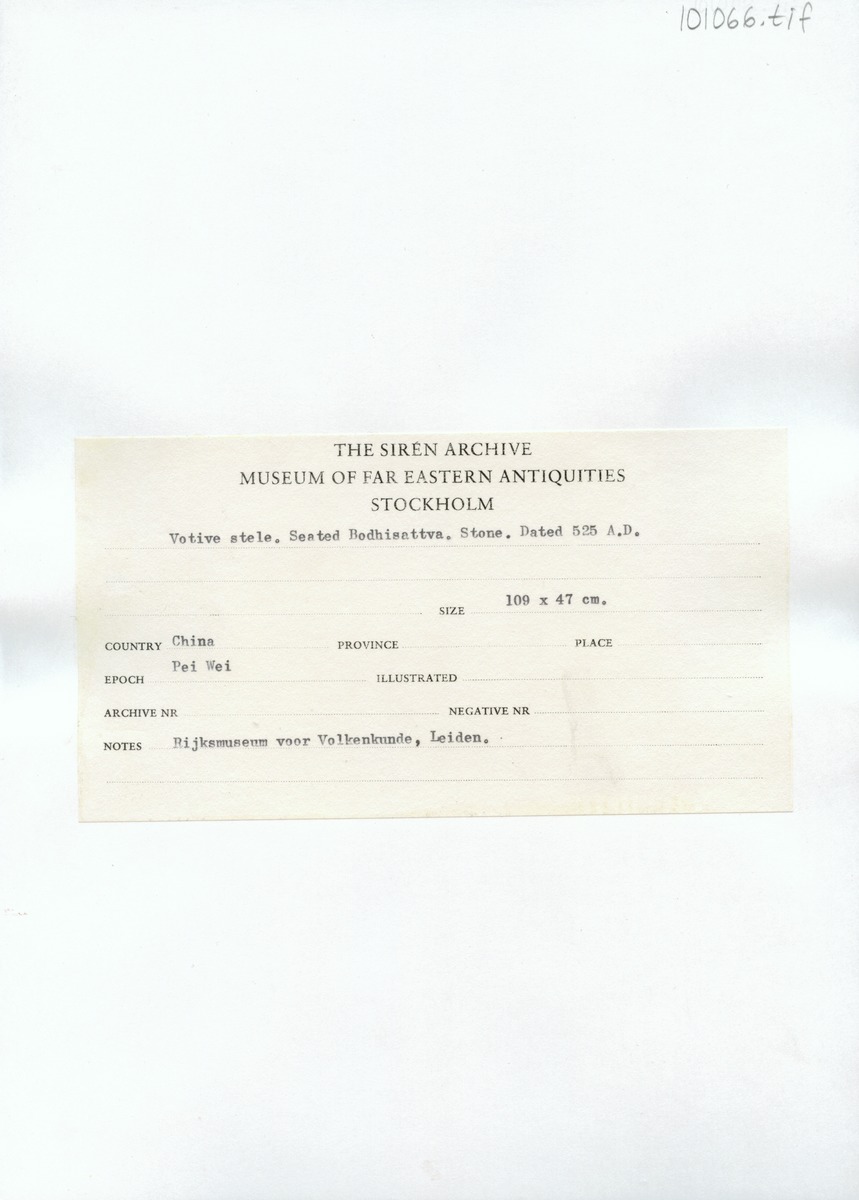 101066.tif
THE SIRÉN ARCHIVE
MUSEUM OF FAR EASTERN ANTIQUITIES
STOCKHOLM
Votive stele. Seated Bodhisattva. Stone. Dated 525 A.D.
SIZE 109 x 47 cm.
COUNTRY China PROVINCE PLACE
EPOCH Pei Wei ILLUSTRATED
ARCHIVE NR NEGATIVE NR
NOTES Rijksmuseum voor Volkenkunde, Leiden.